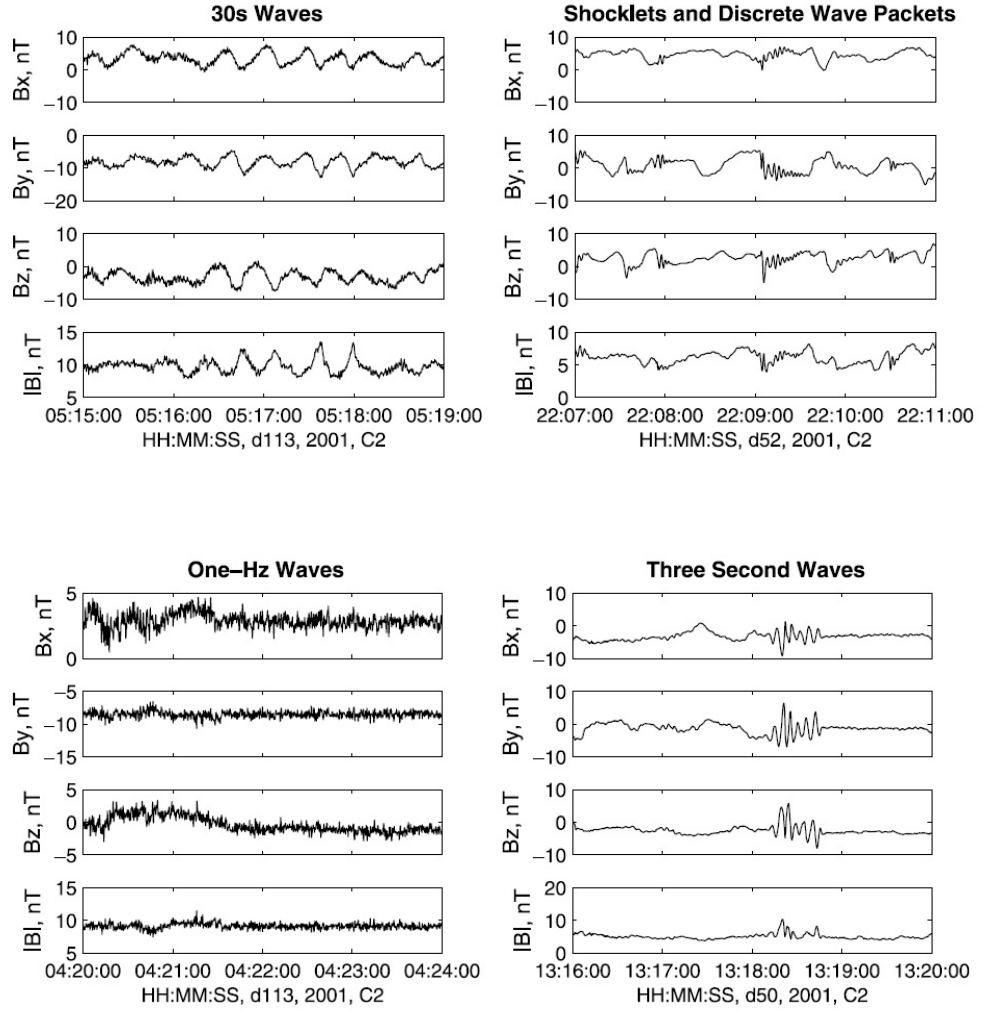 30s Waves
Bx, nT
10
0
−10
By, nT
0
−10
−20
Bz, nT
10
0
−10
|B|, nT
15
10
5
05:15:00 05:16:00 05:17:00 05:18:00 05:19:00
HH:MM:SS, d113, 2001, C2
Shocklets and Discrete Wave Packets
Bx, nT
10
0
−10
By, nT
10
0
−10
Bz, nT
10
0
−10
|B|, nT
10
5
0
22:07:00 22:08:00 22:09:00 22:10:00 22:11:00
HH:MM:SS, d52, 2001, C2
One−Hz Waves
Bx, nT
5
0
By, nT
−5
−10
−15
Bz, nT
5
0
−5
|B|, nT
15
10
5
04:20:00 04:21:00 04:22:00 04:23:00 04:24:00
HH:MM:SS, d113, 2001, C2
Three Second Waves
Bx, nT
10
0
−10
By, nT
10
0
−10
Bz, nT
10
0
−10
|B|, nT
20
10
0
13:16:00 13:17:00 13:18:00 13:19:00 13:20:00
HH:MM:SS, d50, 2001, C2